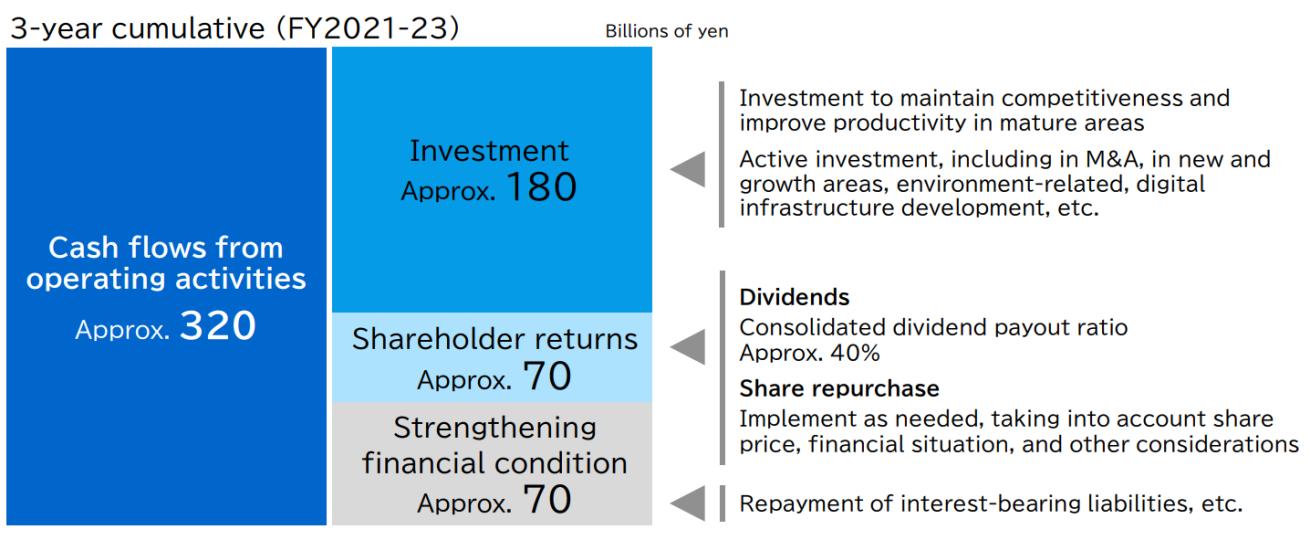 3-year cumulative (FY2021-23)
Billions of yen
Cash flows from
operating activities
Approx. 320
Investment
Approx. 180
Shareholder returns
Approx. 70
Strengthening
financial condition
Approx. 70
Investment to maintain competitiveness and
improve productivity in mature areas
Active investment, including in M&A, in new and
growth areas, environment-related, digital
infrastructure development, etc.
Dividends
Consolidated dividend payout ratio
Approx. 40%
Share repurchase
Implement as needed, taking into account share
price, financial situation, and other considerations
Repayment of interest-bearing liabilities, etc.